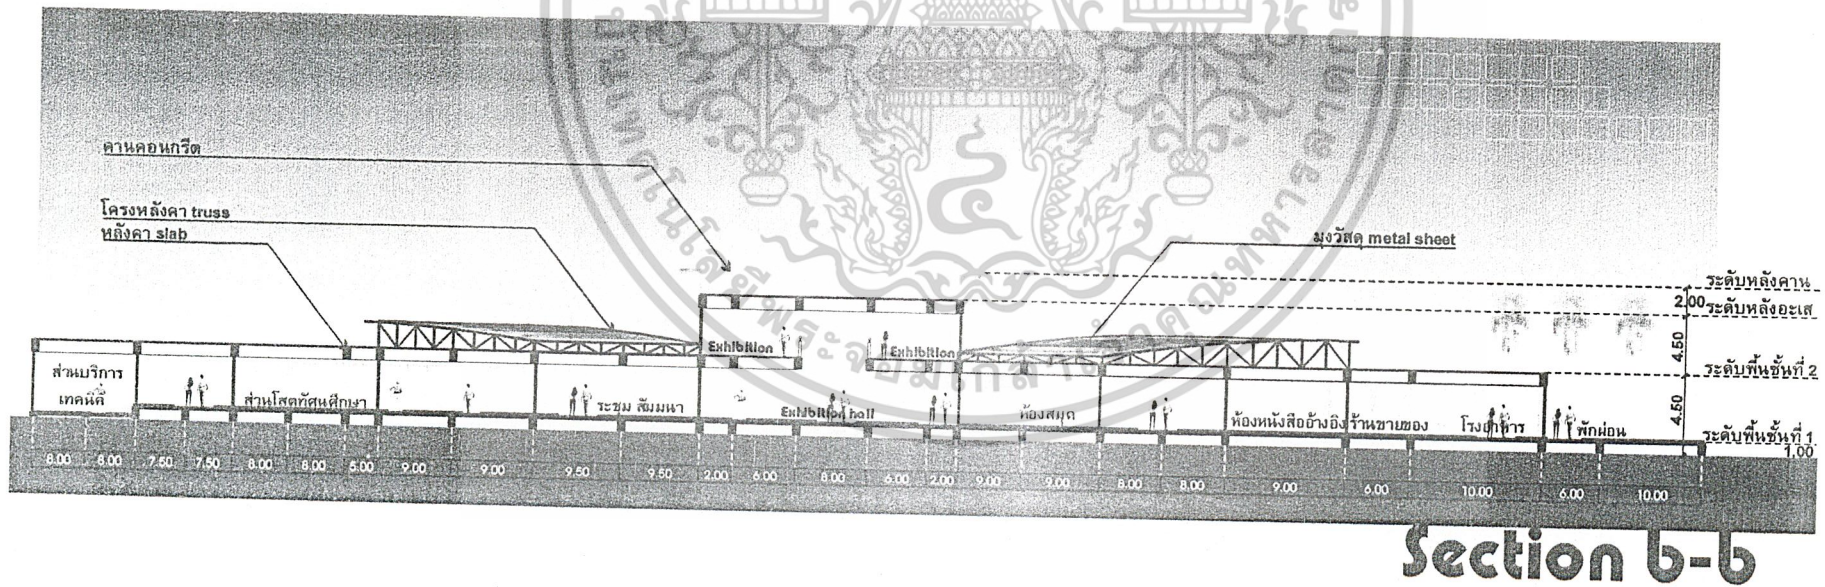 คานคอนกรีต
โครงหลังคา truss
หลังคา slab
มุงวัสดุ metal sheet
ระดับหลังคาน
2.00
ระดับหลังอะเส
4.50
ระดับพื้นชั้นที่ 2
4.50
ระดับพื้นชั้นที่ 1
1.00
Exhibition
Exhibition
ส่วนบริการ
เทคนิค
ส่วนโสตทัศนศึกษา
ระชุม สัมมนา
Exhibition hall
ห้องสมุด
ห้องหนังสืออ้างอิง
ร้านขายของ
โรงอาหาร
พักผ่อน
8.00 8.00 7.50 7.50 8.00 8.00 5.00 9.00 9.00 9.50 9.50 2.00 6.00 8.00 6.00 2.00 9.00 9.00 8.00 8.00 9.00 6.00 10.00 6.00 10.00
Section b-b